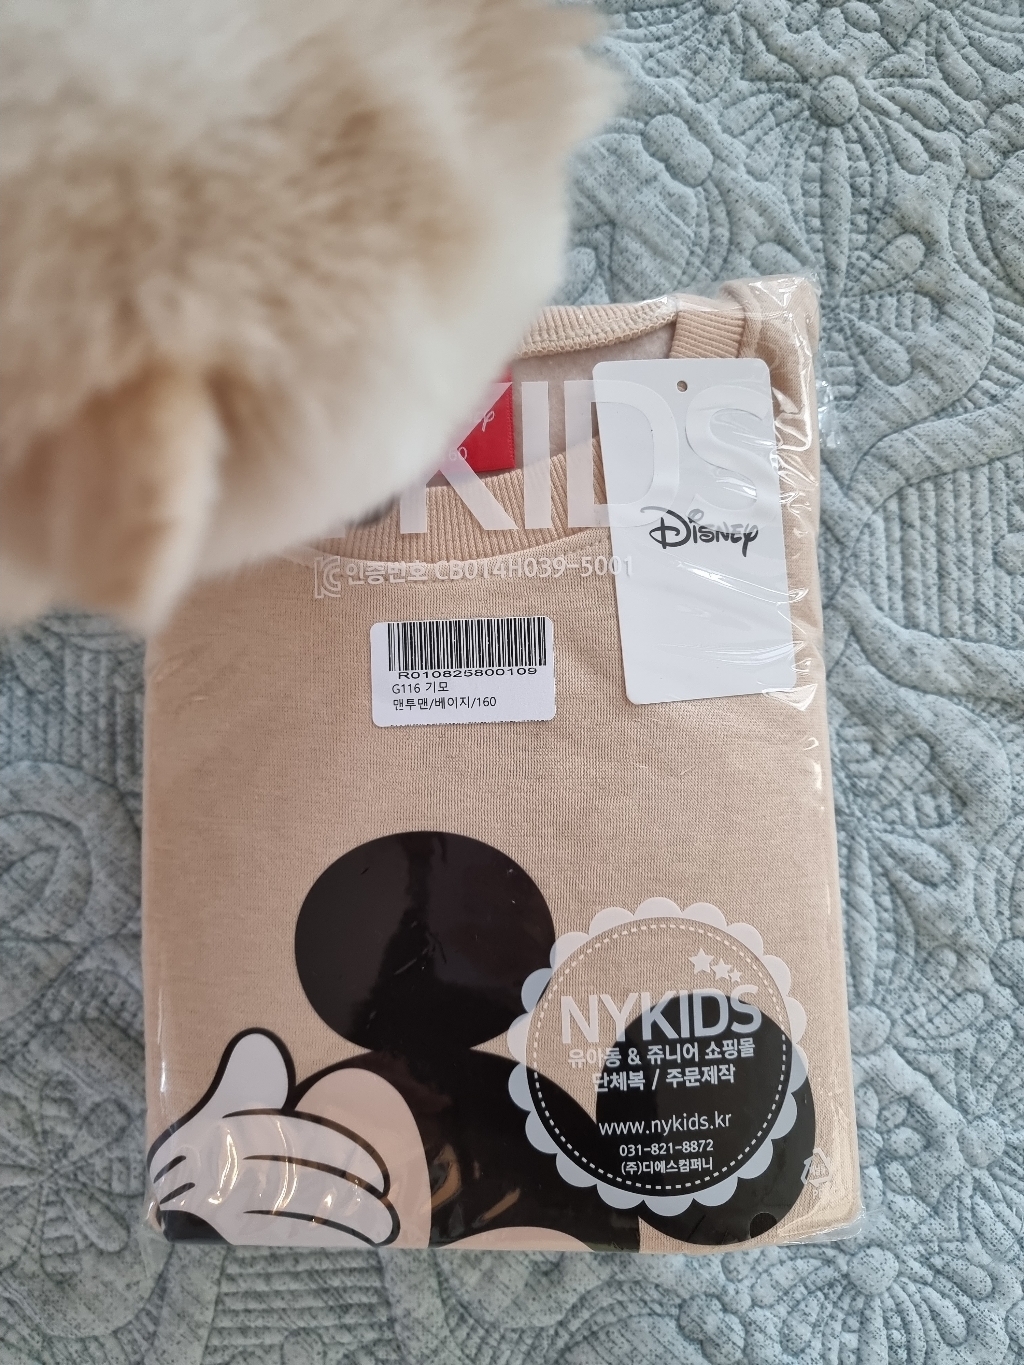 KIDS
Disney
인증번호 CB014H039-5001
R010825800109
G116 기모
맨투맨/베이지/160
NYKIDS
유아동 & 쥬니어 쇼핑몰
단체복 / 주문제작
www.nykids.kr
031-821-8872
(주)디에스컴퍼니